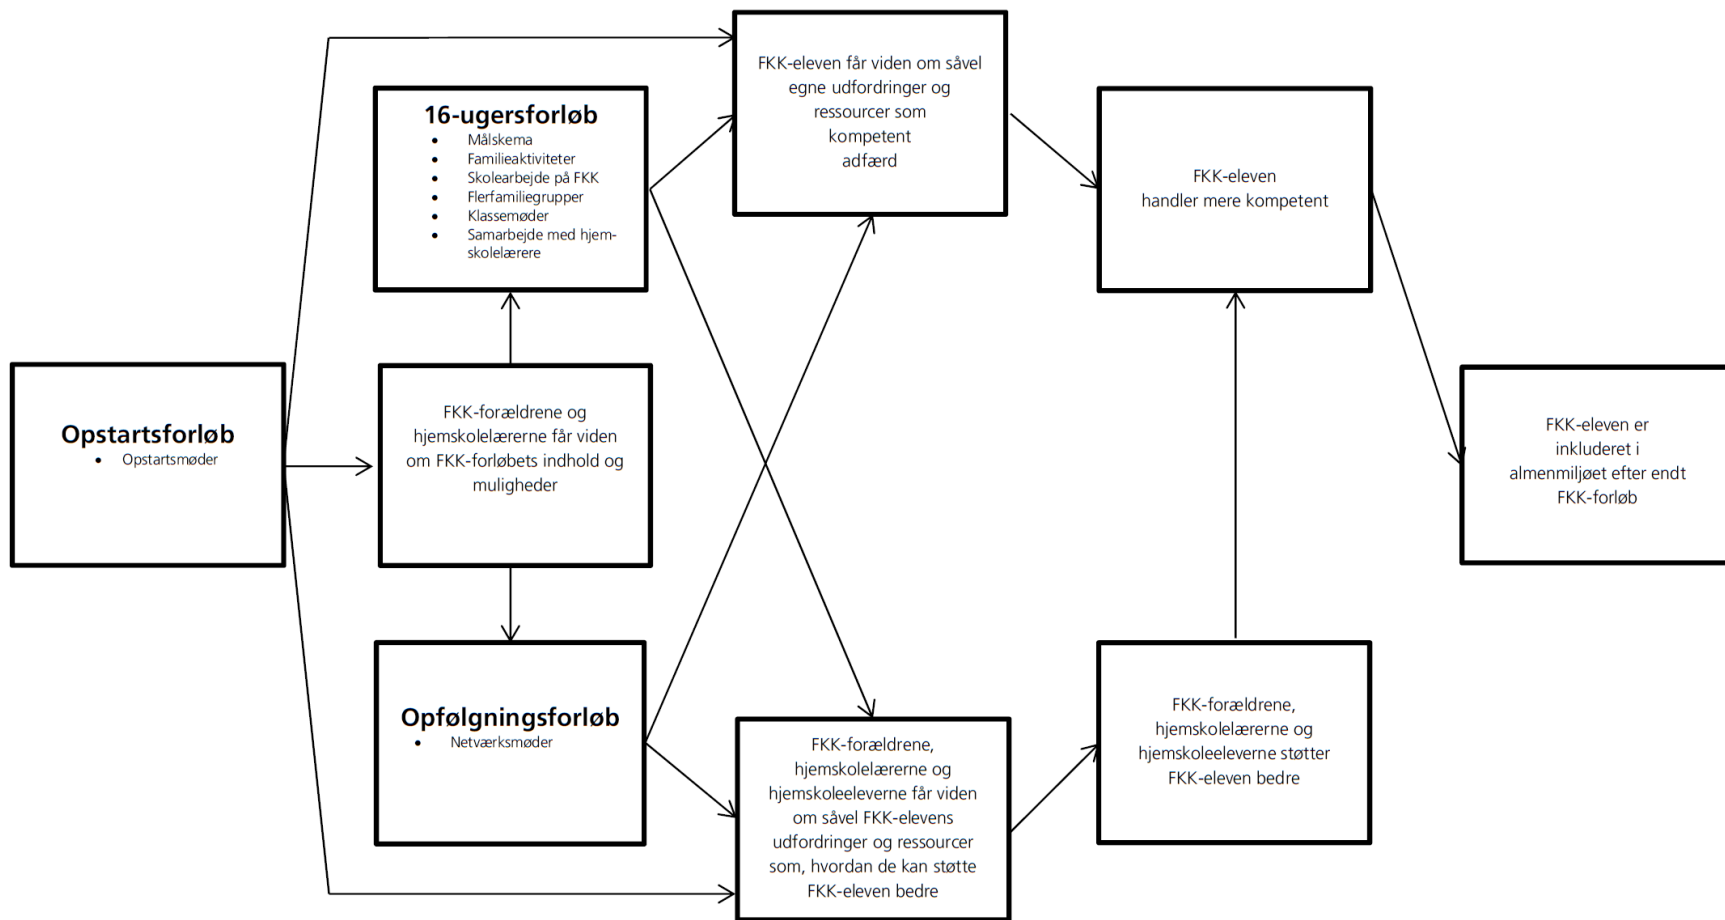 Opstartsforløb
• Opstartsmøder
16-ugersforløb
• Målskema
• Familieaktiviteter
• Skolearbejde på FKK
• Flerfamiliegrupper
• Klassemøder
• Samarbejde med hjem-
skolelærere
FKK-forældrene og
hjemskolelærerne får viden
om FKK-forløbets indhold og
muligheder
Opfølgningsforløb
• Netværksmøder
FKK-eleven får viden om såvel
egne udfordringer og
ressourcer som
kompetent
adfærd
FKK-forældrene,
hjemskolelærerne og
hjemskoleeleverne får viden
om såvel FKK-elevens
udfordringer og ressourcer
som, hvordan de kan støtte
FKK-eleven bedre
FKK-eleven
handler mere kompetent
FKK-forældrene,
hjemskolelærerne og
hjemskoleeleverne støtter
FKK-eleven bedre
FKK-eleven er
inkluderet i
almenmiljøet efter endt
FKK-forløb